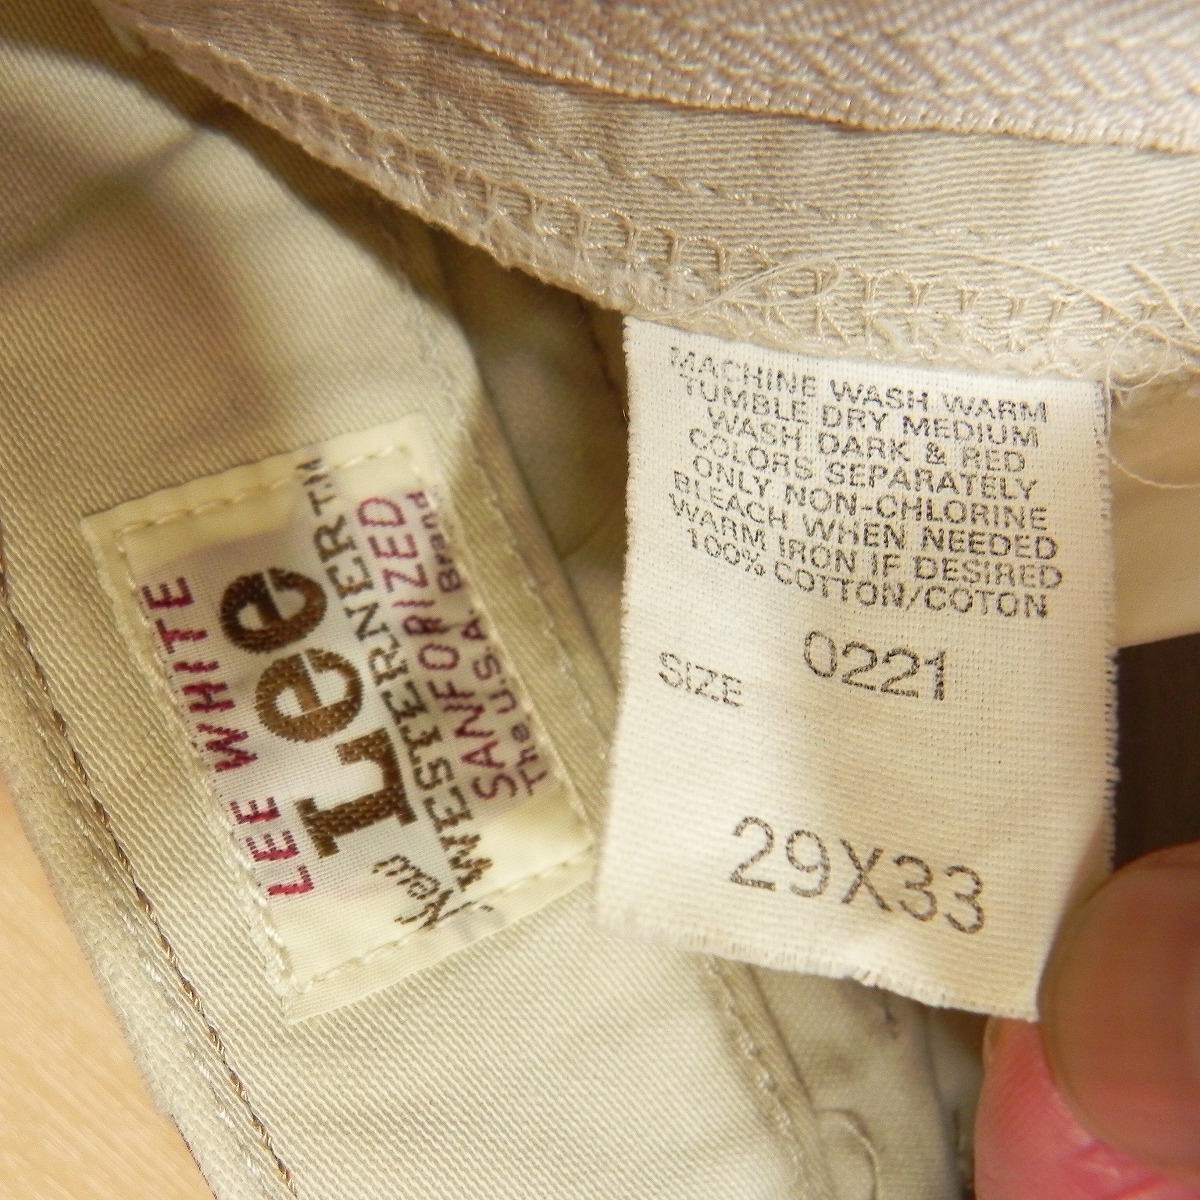 LEE WHITE
Lee
New WESTERNER™
SANFORIZED
The U.S.A. Brand
MACHINE WASH WARM
TUMBLE DRY MEDIUM
WASH DARK & RED
COLORS SEPARATELY
ONLY NON-CHLORINE
BLEACH WHEN NEEDED
WARM IRON IF DESIRED
100% COTTON/COTON
0221
SIZE
29X33